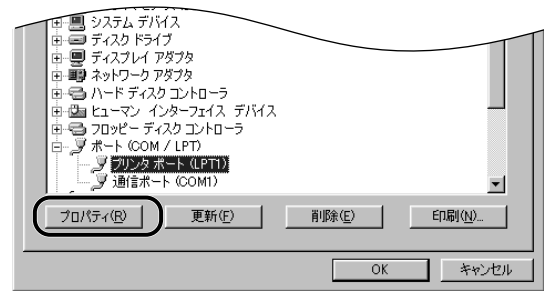 システム デバイス
ディスク ドライブ
ディスプレイ アダプタ
ネットワーク アダプタ
ハード ディスク コントローラ
ヒューマン インターフェイス デバイス
フロッピー ディスク コントローラ
ポート (COM / LPT)
プリンタ ポート (LPT1)
通信ポート (COM1)
プロパティ(R) 更新(F) 削除(E) 印刷(N)...
OK キャンセル